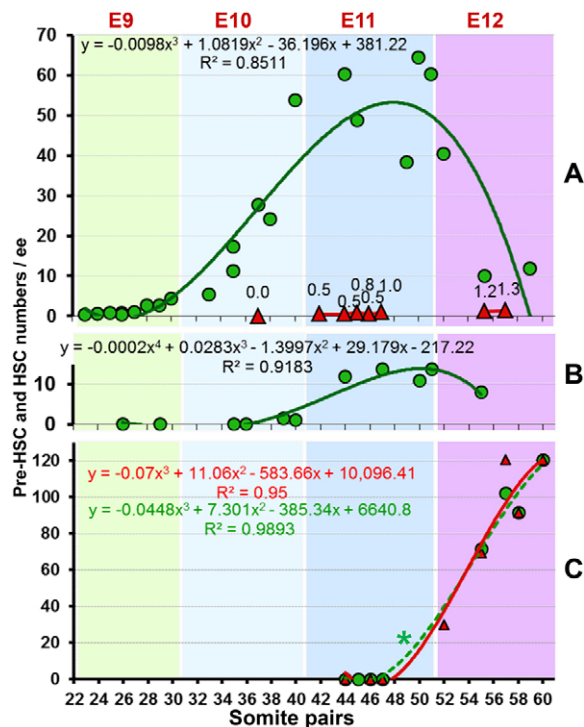 E9 E10 E11 E12
70
y = -0.0098x³ + 1.0819x² - 36.196x + 381.22
R² = 0.8511
60
50
40
30
20
10
0
0.0 0.5 0.5 0.8 0.5 1.0 1.2 1.3
A
y = -0.0002x⁴ + 0.0283x³ - 1.3997x² + 29.179x - 217.22
R² = 0.9183
10
0
B
120
y = -0.07x³ + 11.06x² - 583.66x + 10,096.41
R² = 0.95
100
y = -0.0448x³ + 7.301x² - 385.34x + 6640.8
R² = 0.9893
80
60
40
20
0
*
C
22 24 26 28 30 32 34 36 38 40 42 44 46 48 50 52 54 56 58 60
Somite pairs
Pre-HSC and HSC numbers / ee